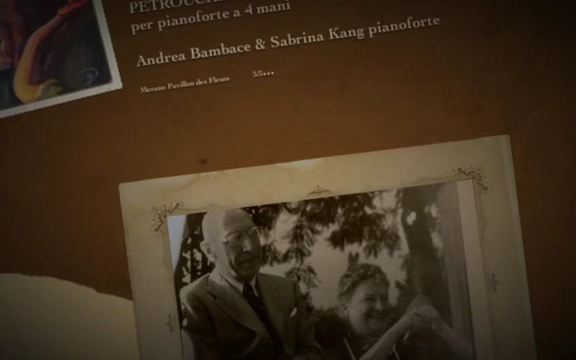 per pianoforte a 4 mani
Andrea Bambace & Sabrina Kang pianoforte
Merano Pavillon des Fleurs